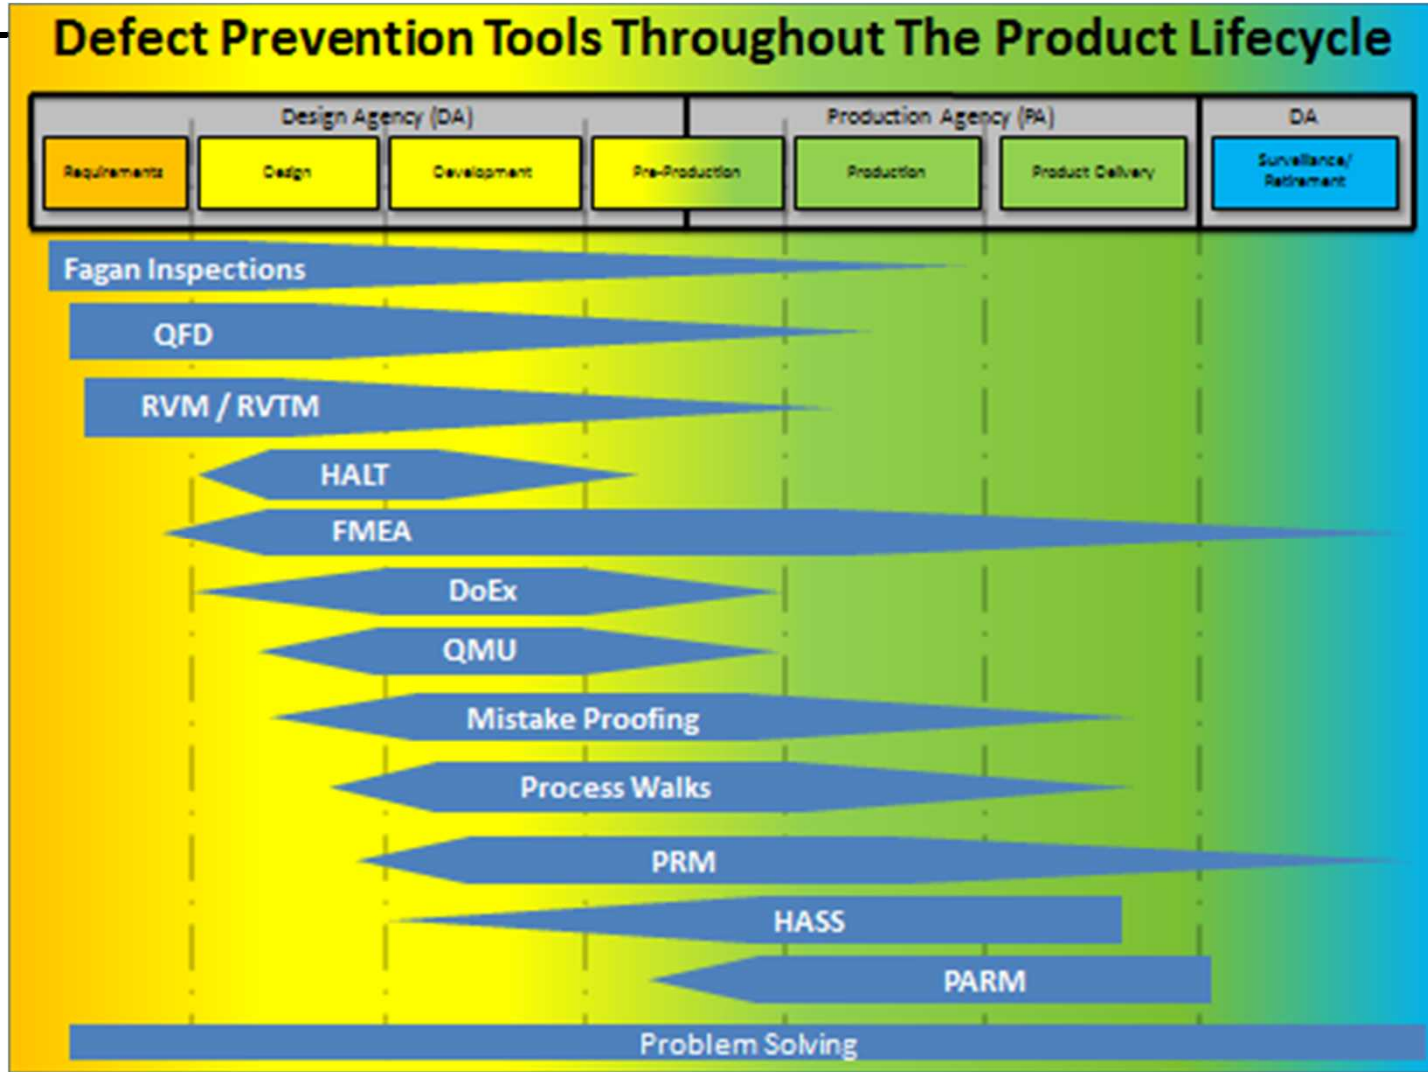 Defect Prevention Tools Throughout The Product Lifecycle
Design Agency (DA)
Production Agency (PA)
DA
Requirements
Design
Development
Pre-Production
Production
Product Delivery
Surveillance/
Retirement
Fagan Inspections
QFD
RVM / RVTM
HALT
FMEA
DoEx
QMU
Mistake Proofing
Process Walks
PRM
HASS
PARM
Problem Solving